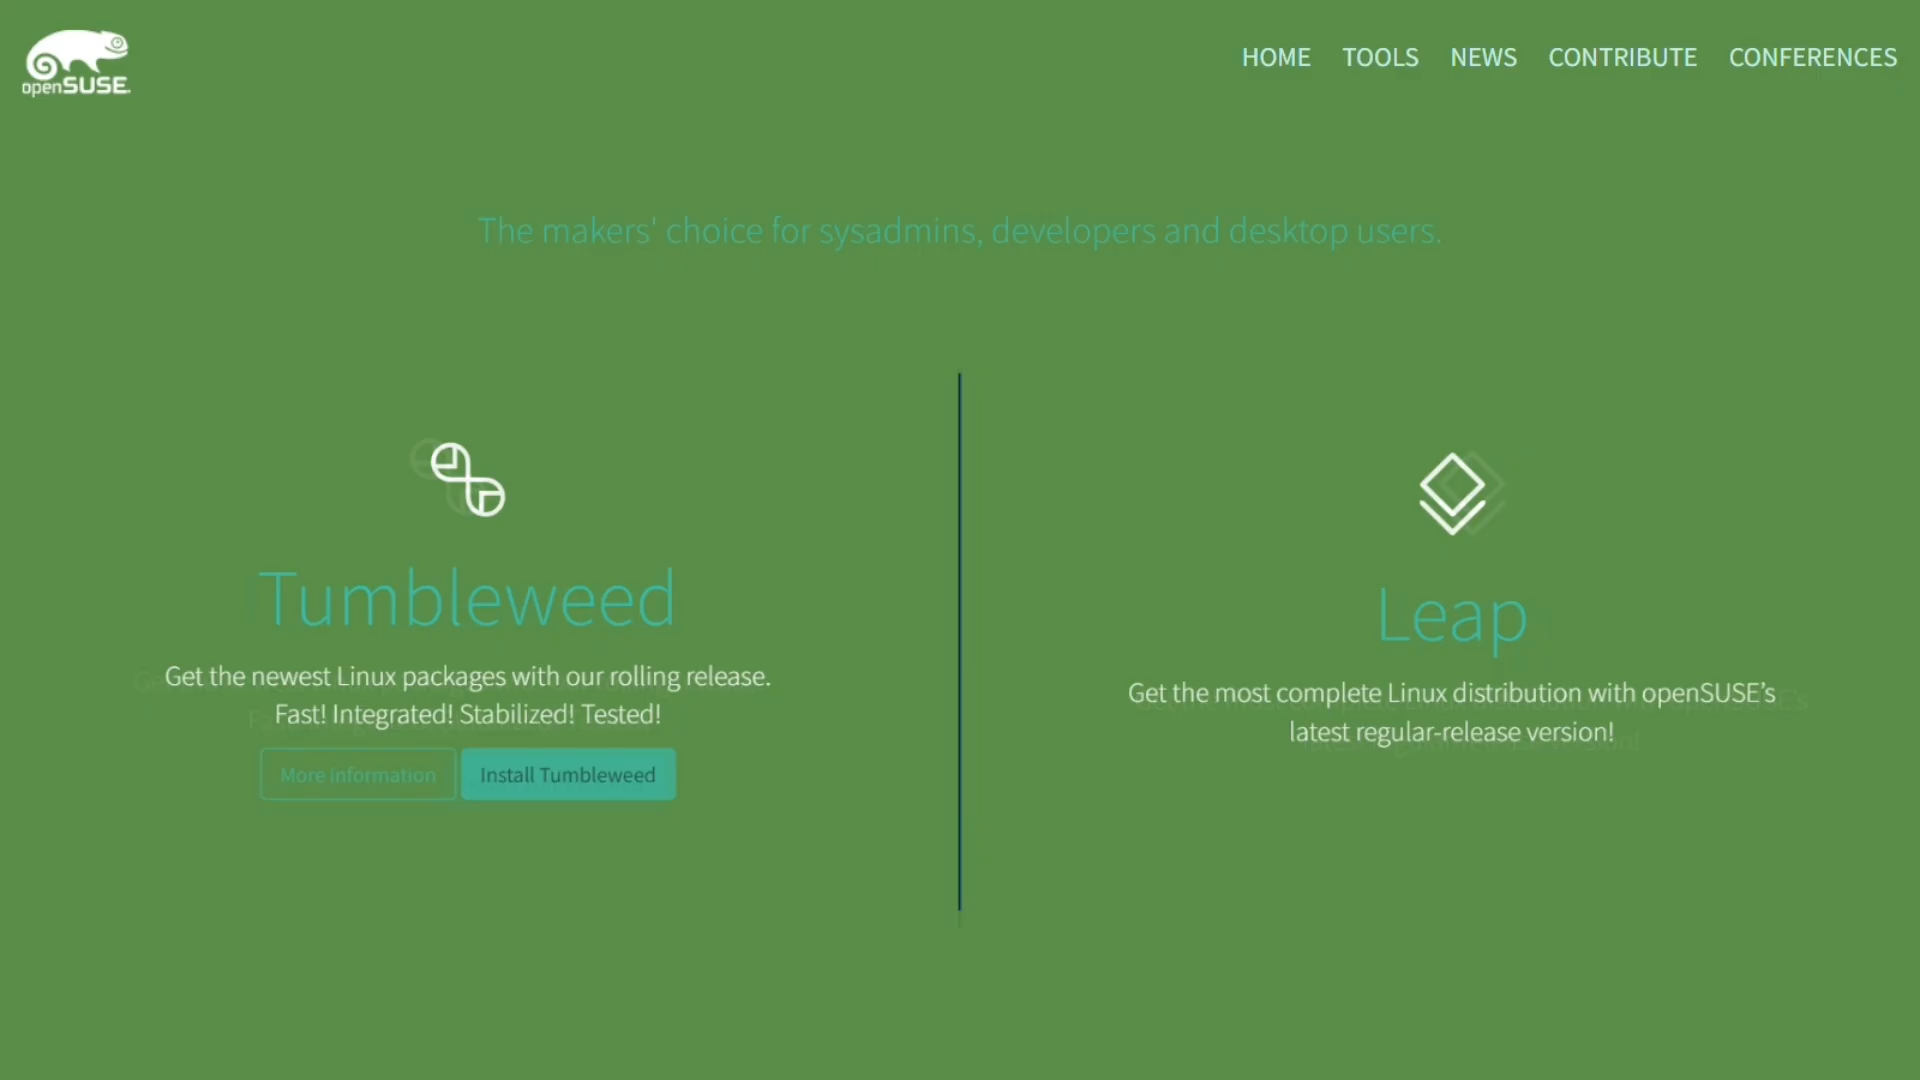 openSUSE
HOME TOOLS NEWS CONTRIBUTE CONFERENCES
The makers' choice for sysadmins, developers and desktop users.
Tumbleweed
Get the newest Linux packages with our rolling release.
Fast! Integrated! Stabilized! Tested!
More information Install Tumbleweed
Leap
Get the most complete Linux distribution with openSUSE’s
latest regular-release version!